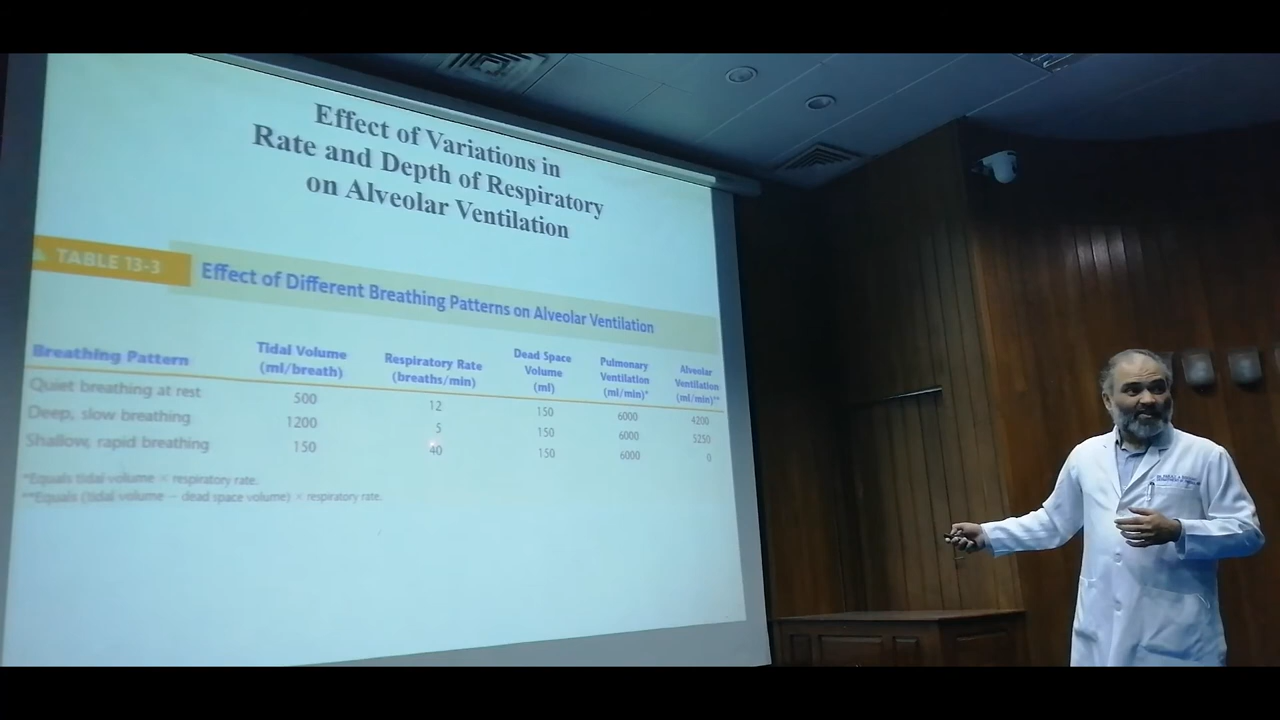 Effect of Variations in
Rate and Depth of Respiratory
on Alveolar Ventilation
TABLE 13-3
Effect of Different Breathing Patterns on Alveolar Ventilation
Breathing Pattern Tidal Volume (ml/breath) Respiratory Rate (breaths/min) Dead Space Volume (ml) Pulmonary Ventilation (ml/min)* Alveolar Ventilation (ml/min)**
Quiet breathing at rest 500 12 150 6000 4200
Deep, slow breathing 1200 5 150 6000 5250
Shallow, rapid breathing 150 40 150 6000 0
*Equals tidal volume × respiratory rate.
**Equals (tidal volume − dead space volume) × respiratory rate.